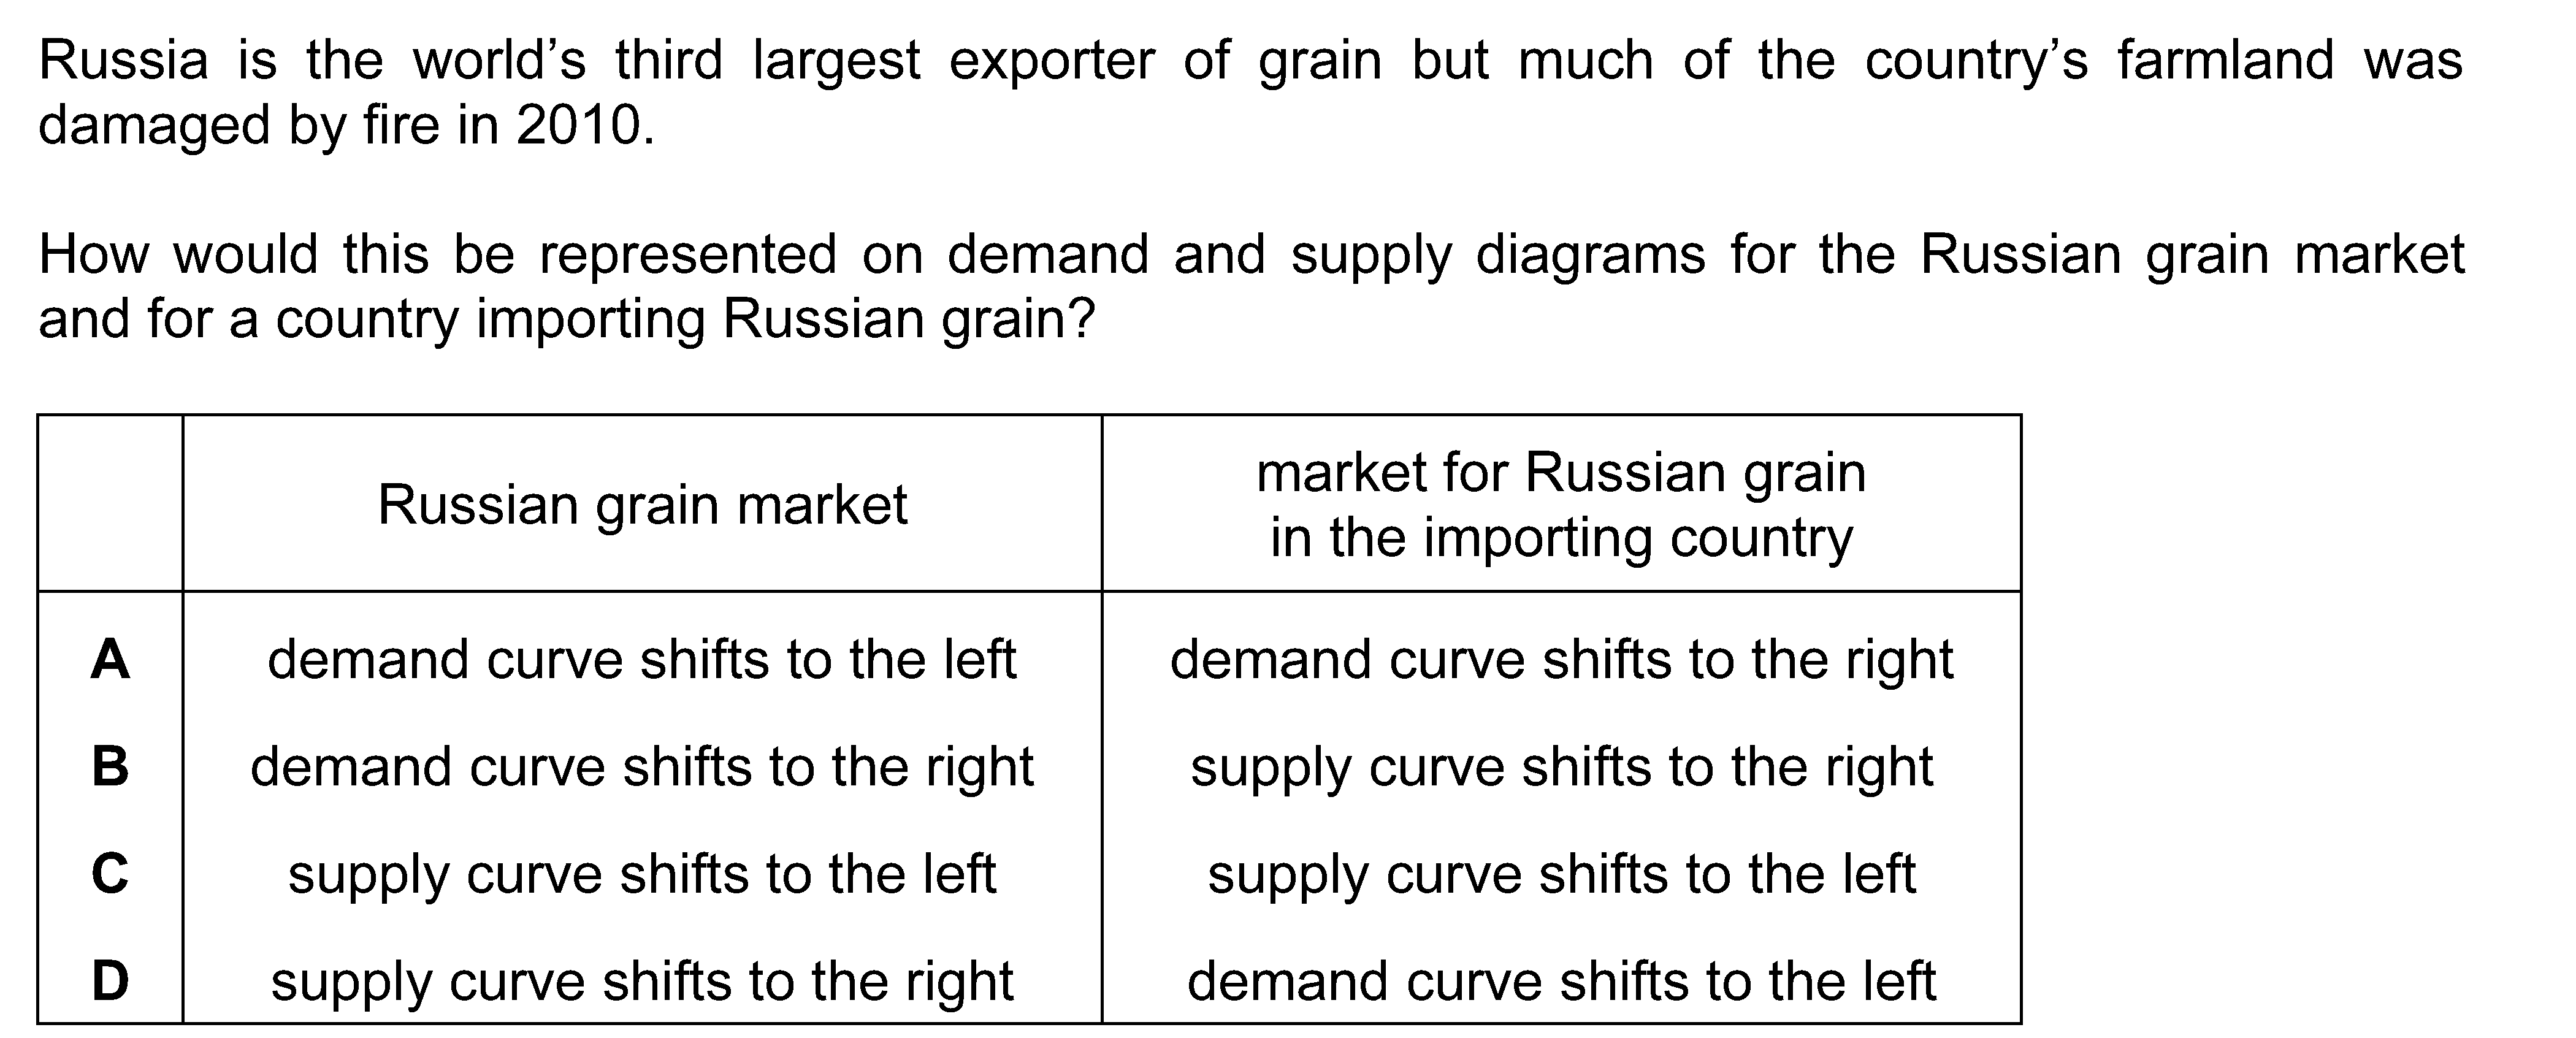 Russia is the world’s third largest exporter of grain but much of the country’s farmland was
damaged by fire in 2010.
How would this be represented on demand and supply diagrams for the Russian grain market
and for a country importing Russian grain?
Russian grain market
market for Russian grain
in the importing country
A demand curve shifts to the left demand curve shifts to the right
B demand curve shifts to the right supply curve shifts to the right
C supply curve shifts to the left supply curve shifts to the left
D supply curve shifts to the right demand curve shifts to the left